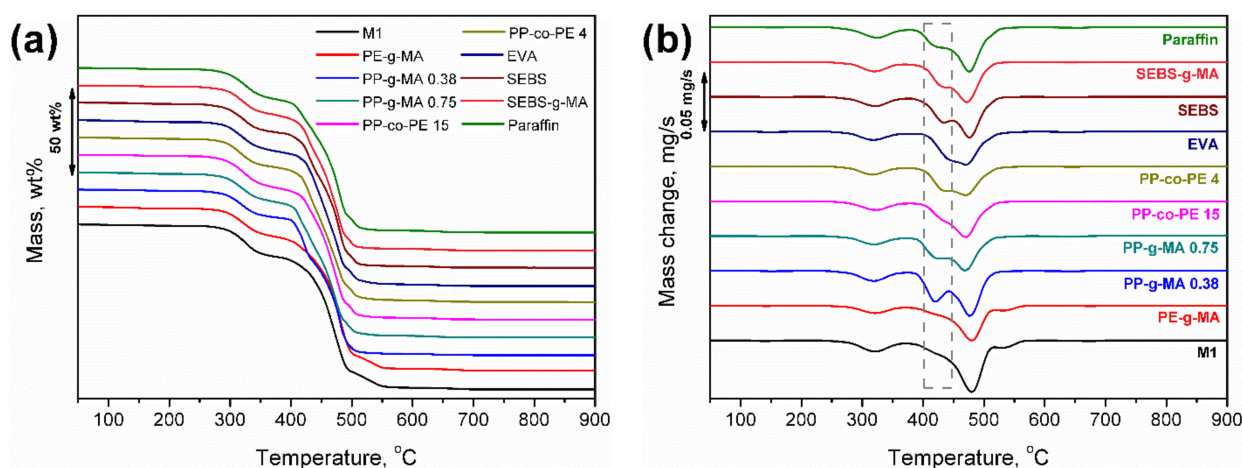 (a)
M1
PE-g-MA
PP-g-MA 0.38
PP-g-MA 0.75
PP-co-PE 15
PP-co-PE 4
EVA
SEBS
SEBS-g-MA
Paraffin
50 wt%
Mass, wt%
100 200 300 400 500 600 700 800 900
Temperature, °C
(b)
Paraffin
SEBS-g-MA
SEBS
EVA
PP-co-PE 4
PP-co-PE 15
PP-g-MA 0.75
PP-g-MA 0.38
PE-g-MA
M1
0.05 mg/s
Mass change, mg/s
100 200 300 400 500 600 700 800 900
Temperature, °C